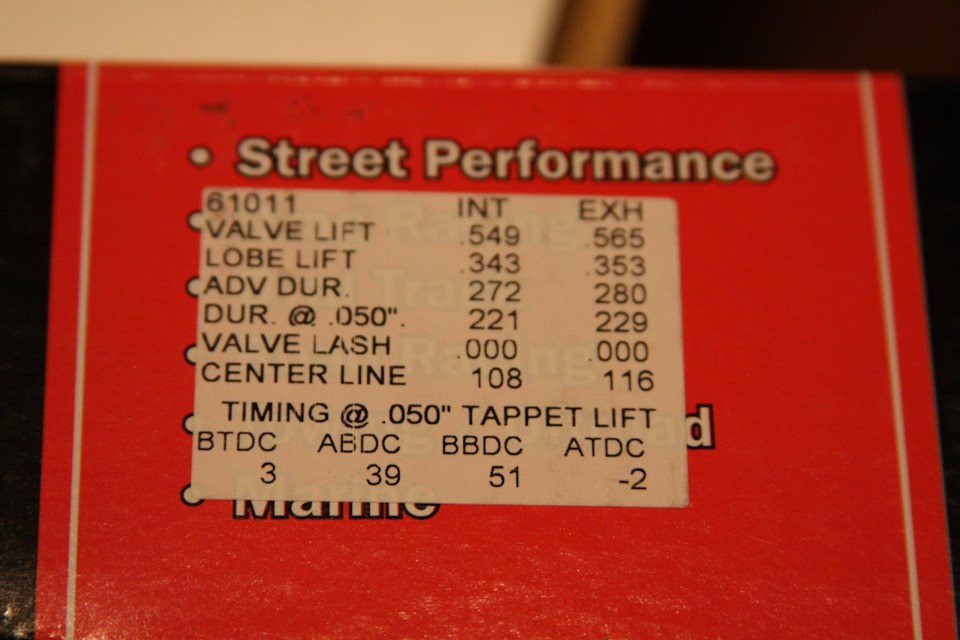 • Street Performance
61011 INT EXH
VALVE LIFT .549 .565
LOBE LIFT .343 .353
ADV DUR. 272 280
DUR. @ .050". 221 229
VALVE LASH .000 .000
CENTER LINE 108 116
TIMING @ .050" TAPPET LIFT
BTDC ABDC BBDC ATDC
3 39 51 -2
• Marine